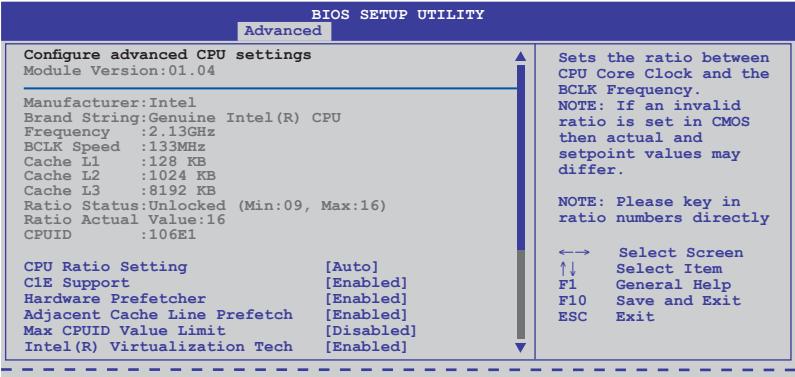 BIOS SETUP UTILITY
Advanced
Configure advanced CPU settings
Module Version:01.04
Manufacturer:Intel
Brand String:Genuine Intel(R) CPU
Frequency :2.13GHz
BCLK Speed :133MHz
Cache L1 :128 KB
Cache L2 :1024 KB
Cache L3 :8192 KB
Ratio Status:Unlocked (Min:09, Max:16)
Ratio Actual Value:16
CPUID :106E1
CPU Ratio Setting [Auto]
C1E Support [Enabled]
Hardware Prefetcher [Enabled]
Adjacent Cache Line Prefetch [Enabled]
Max CPUID Value Limit [Disabled]
Intel(R) Virtualization Tech [Enabled]
Sets the ratio between
CPU Core Clock and the
BCLK Frequency.
NOTE: If an invalid
ratio is set in CMOS
then actual and
setpoint values may
differ.
NOTE: Please key in
ratio numbers directly
←→ Select Screen
↑↓ Select Item
F1 General Help
F10 Save and Exit
ESC Exit